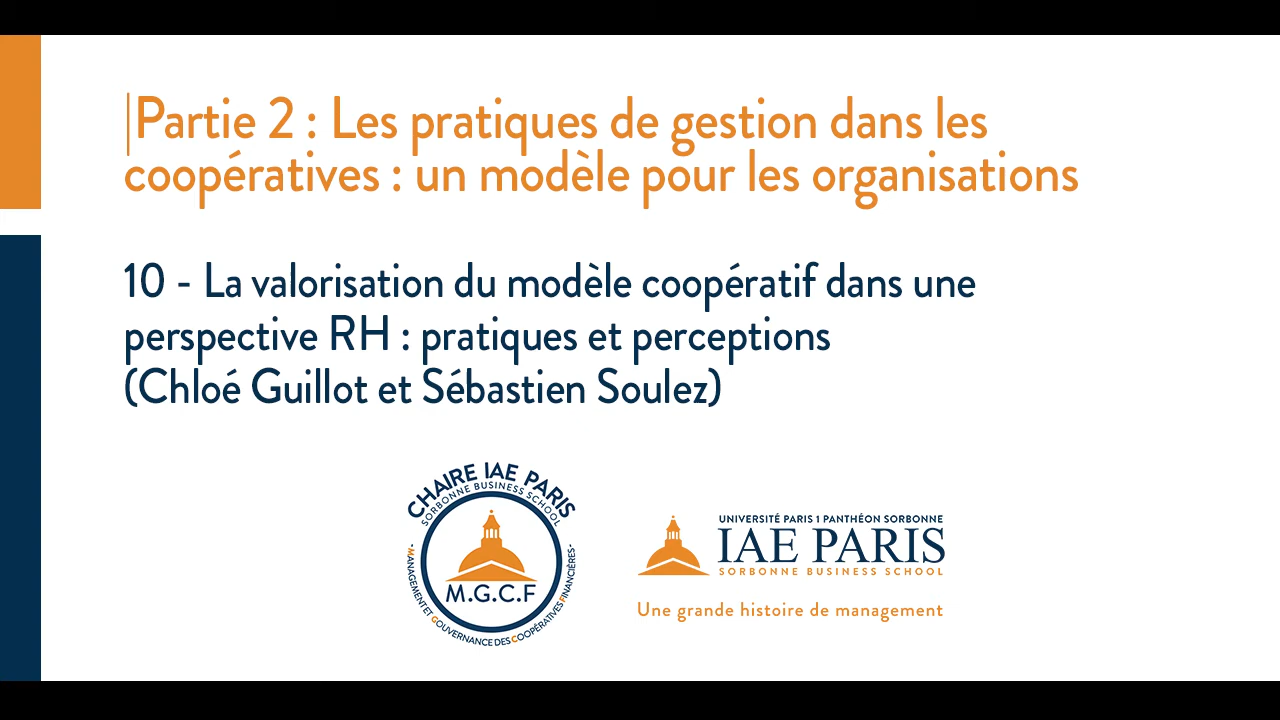 Partie 2 : Les pratiques de gestion dans les
coopératives : un modèle pour les organisations
10 - La valorisation du modèle coopératif dans une
perspective RH : pratiques et perceptions
(Chloé Guillot et Sébastien Soulez)
CHAIRE IAE PARIS
SORBONNE BUSINESS SCHOOL
M.G.C.F
-MANAGEMENT ET GOUVERNANCE DES COOPÉRATIVES FINANCIÈRES-
UNIVERSITÉ PARIS 1 PANTHÉON SORBONNE
IAE PARIS
SORBONNE BUSINESS SCHOOL
Une grande histoire de management